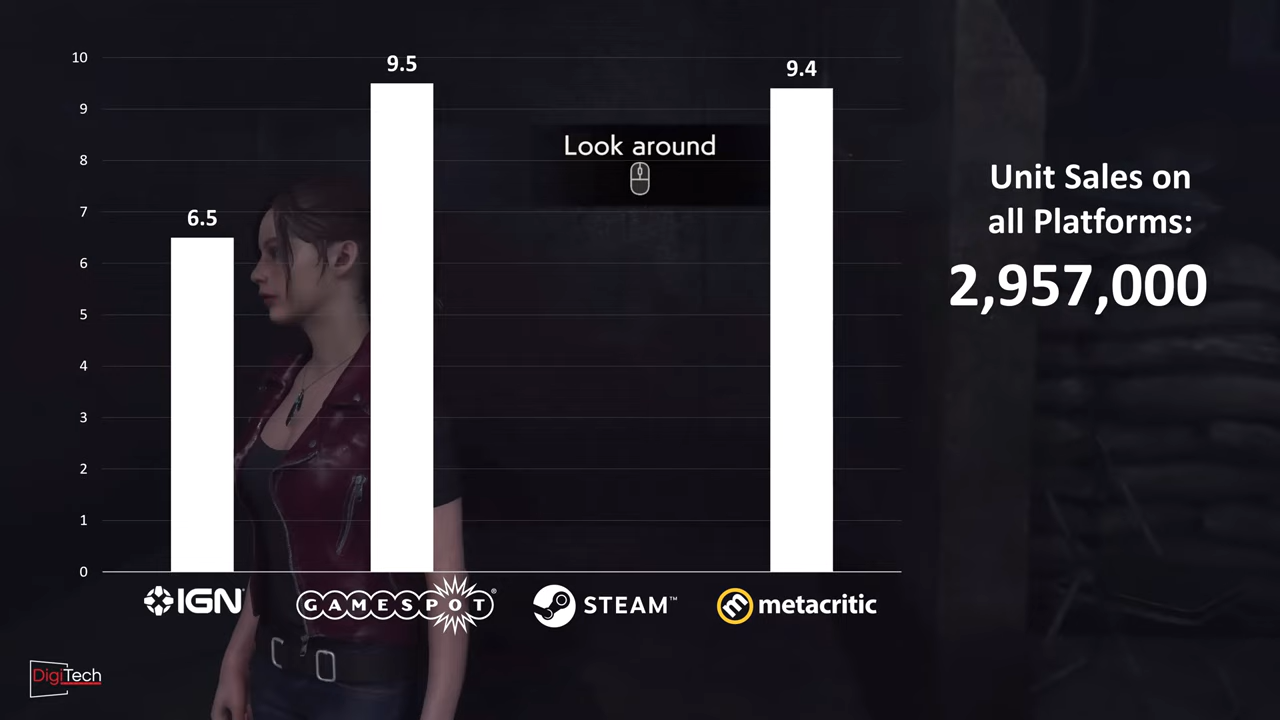 10
9.5
9.4
9
Look around
8
Unit Sales on
all Platforms:
7
6.5
2,957,000
6
5
4
3
2
1
0
IGN
GAMESPOT®
STEAM™
metacritic
DigiTech